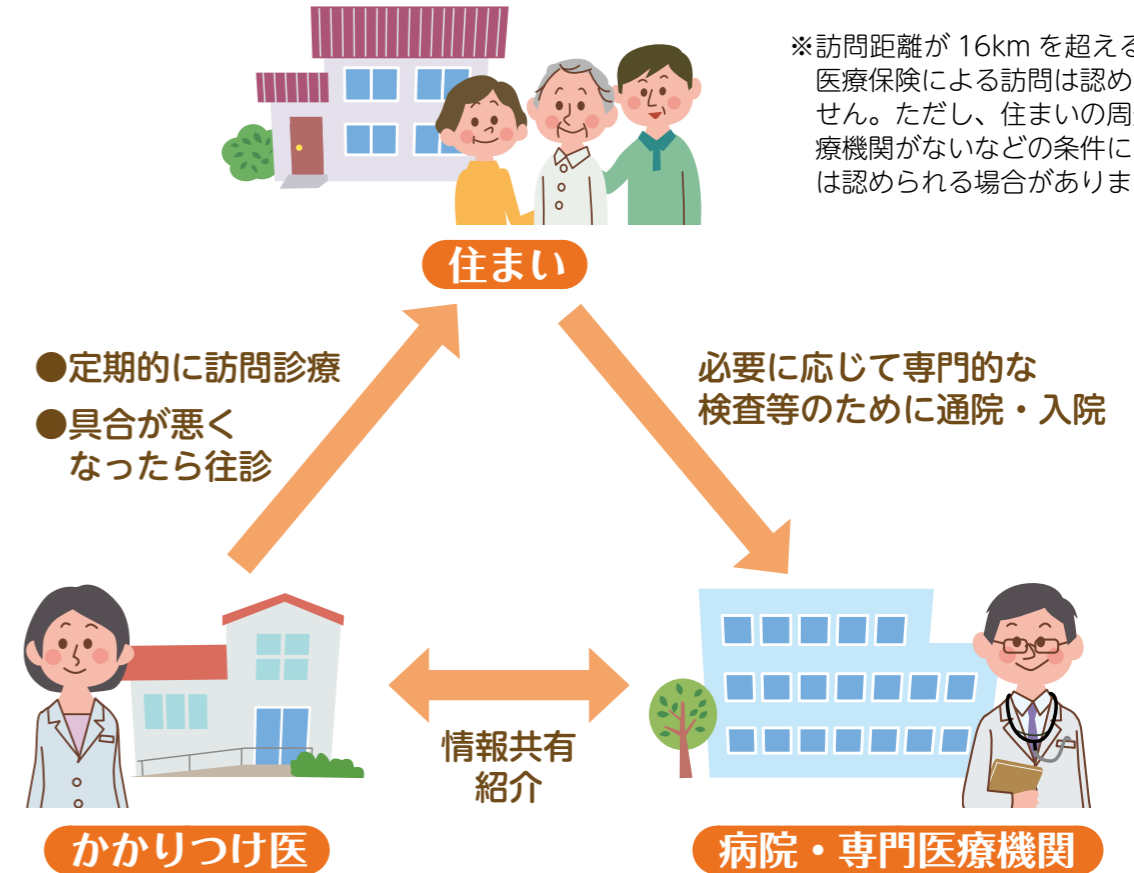 ※訪問距離が 16km を超える
医療保険による訪問は認め
せん。ただし、住まいの周
療機関がないなどの条件に
は認められる場合がありま
住まい
●定期的に訪問診療
●具合が悪く
なったら往診
必要に応じて専門的な
検査等のために通院・入院
情報共有
紹介
かかりつけ医
病院・専門医療機関